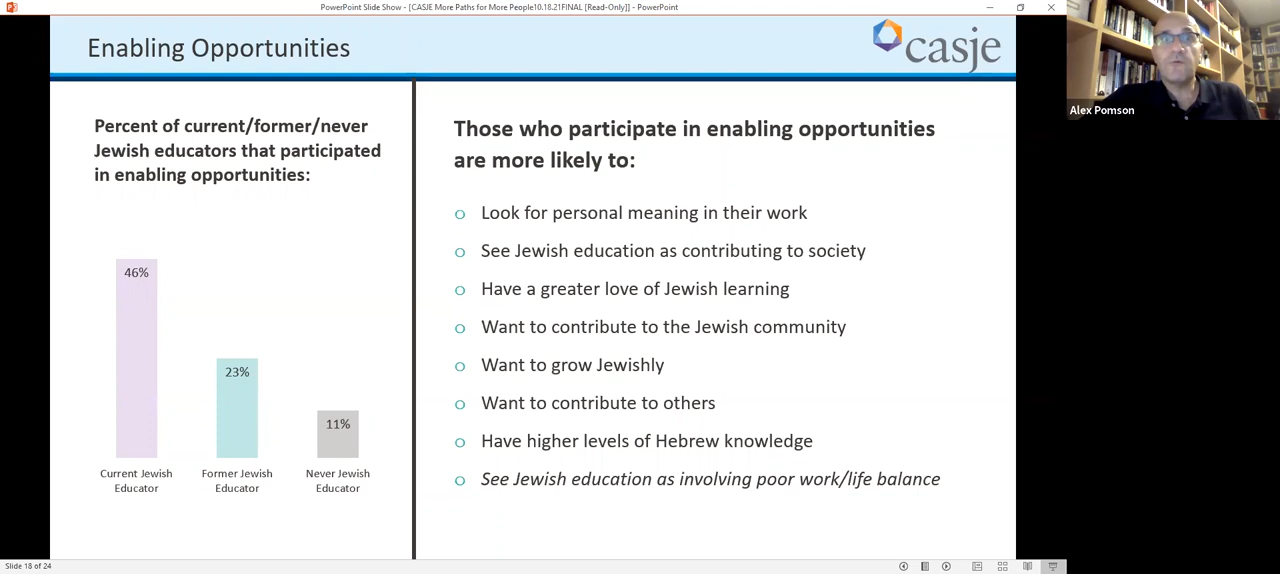 PowerPoint Slide Show - [CASJE More Paths for More People10.18.21FINAL [Read-Only]] - PowerPoint
Enabling Opportunities
casje
Alex Pomson
Percent of current/former/never
Jewish educators that participated
in enabling opportunities:
46%
23%
11%
Current Jewish
Educator
Former Jewish
Educator
Never Jewish
Educator
Those who participate in enabling opportunities
are more likely to:
o Look for personal meaning in their work
o See Jewish education as contributing to society
o Have a greater love of Jewish learning
o Want to contribute to the Jewish community
o Want to grow Jewishly
o Want to contribute to others
o Have higher levels of Hebrew knowledge
o See Jewish education as involving poor work/life balance
Slide 18 of 24